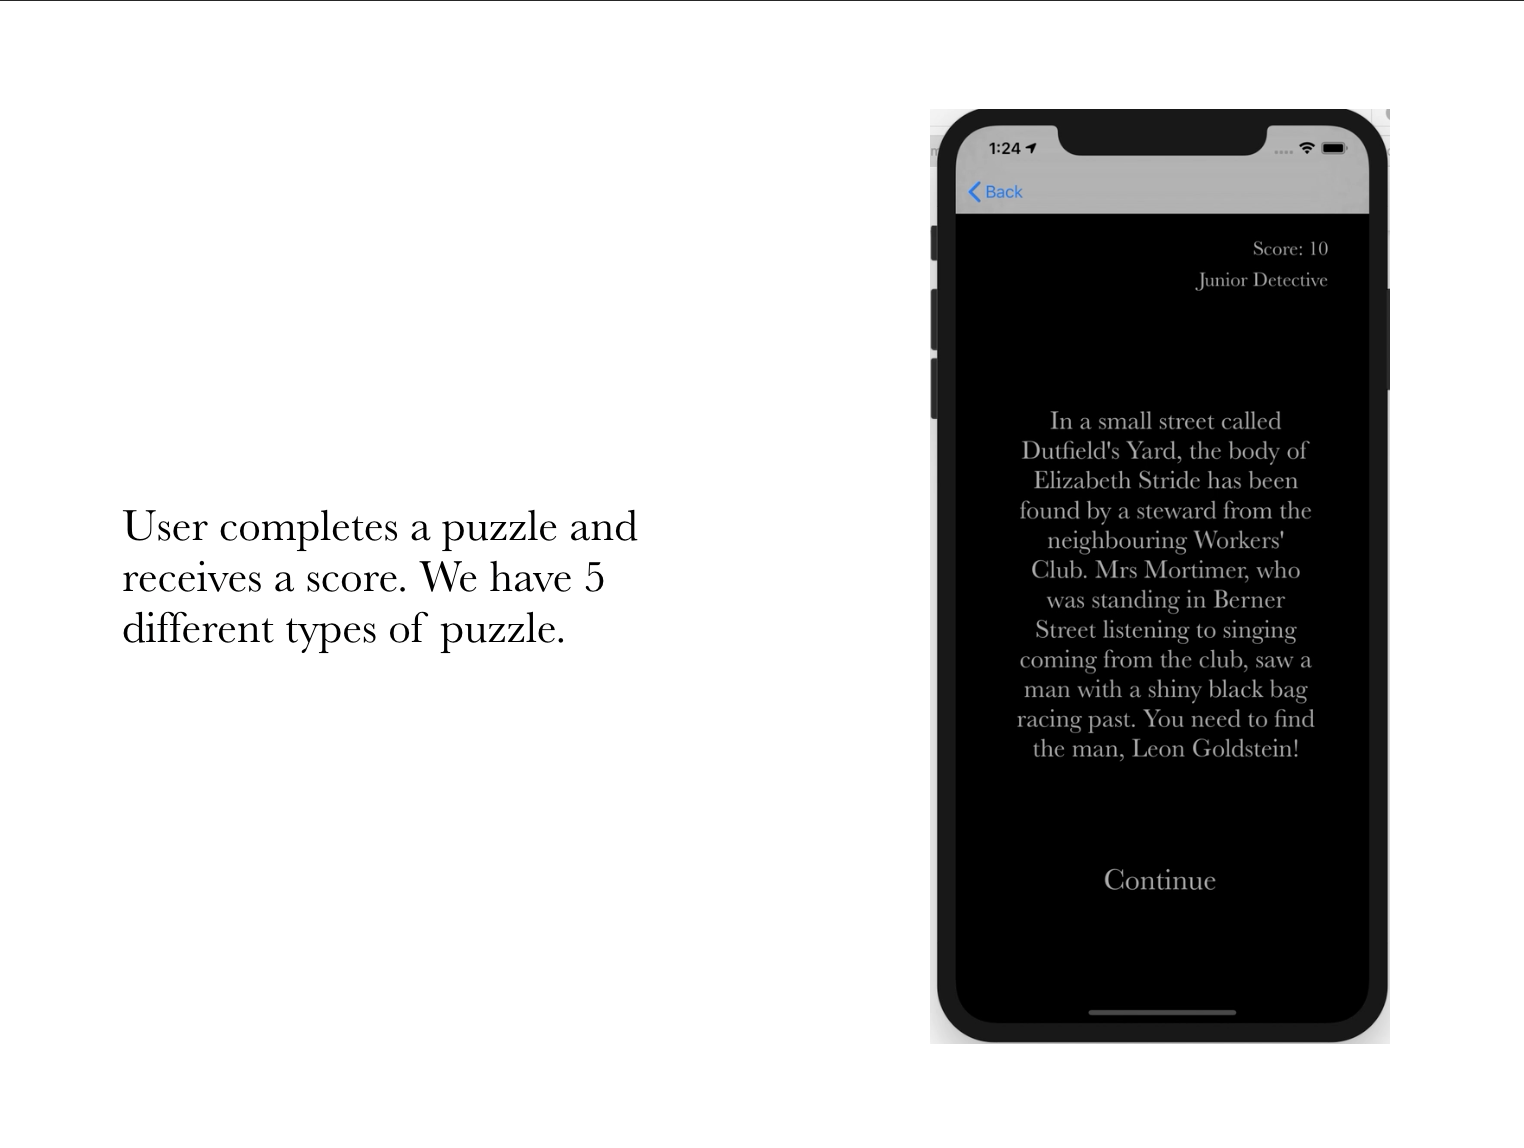 User completes a puzzle and
receives a score. We have 5
different types of puzzle.
1:24
Back
Score: 10
Junior Detective
In a small street called
Dutfield's Yard, the body of
Elizabeth Stride has been
found by a steward from the
neighbouring Workers'
Club. Mrs Mortimer, who
was standing in Berner
Street listening to singing
coming from the club, saw a
man with a shiny black bag
racing past. You need to find
the man, Leon Goldstein!
Continue